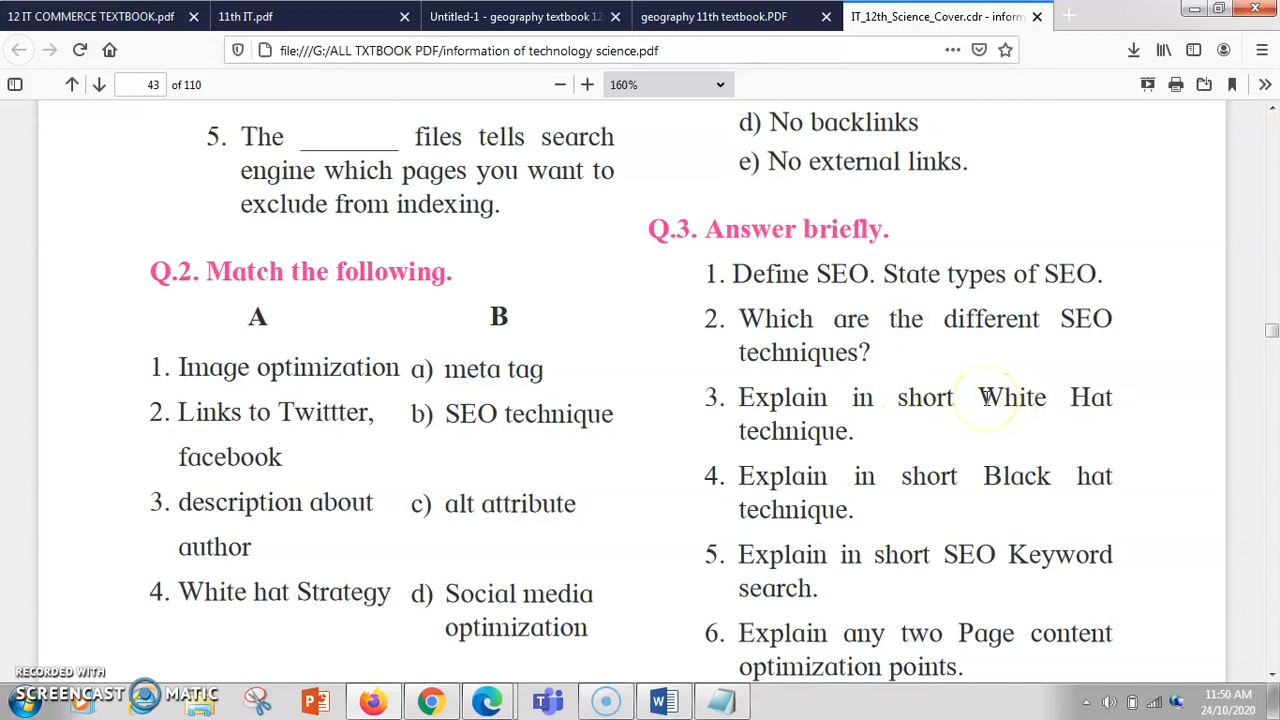 12 IT COMMERCE TEXTBOOK.pdf
11th IT.pdf
Untitled-1 - geography textbook 12
geography 11th textbook.PDF
IT_12th_Science_Cover.cdr - inform
file:///G:/ALL TXTBOOK PDF/information of technology science.pdf
43 of 110
160%
5. The _______ files tells search
engine which pages you want to
exclude from indexing.
Q.2. Match the following.
A B
1. Image optimization a) meta tag
2. Links to Twittter, b) SEO technique
facebook
3. description about c) alt attribute
author
4. White hat Strategy d) Social media
optimization
d) No backlinks
e) No external links.
Q.3. Answer briefly.
1. Define SEO. State types of SEO.
2. Which are the different SEO
techniques?
3. Explain in short White Hat
technique.
4. Explain in short Black hat
technique.
5. Explain in short SEO Keyword
search.
6. Explain any two Page content
optimization points.
RECORDED WITH
SCREENCAST MATIC
11:50 AM
24/10/2020